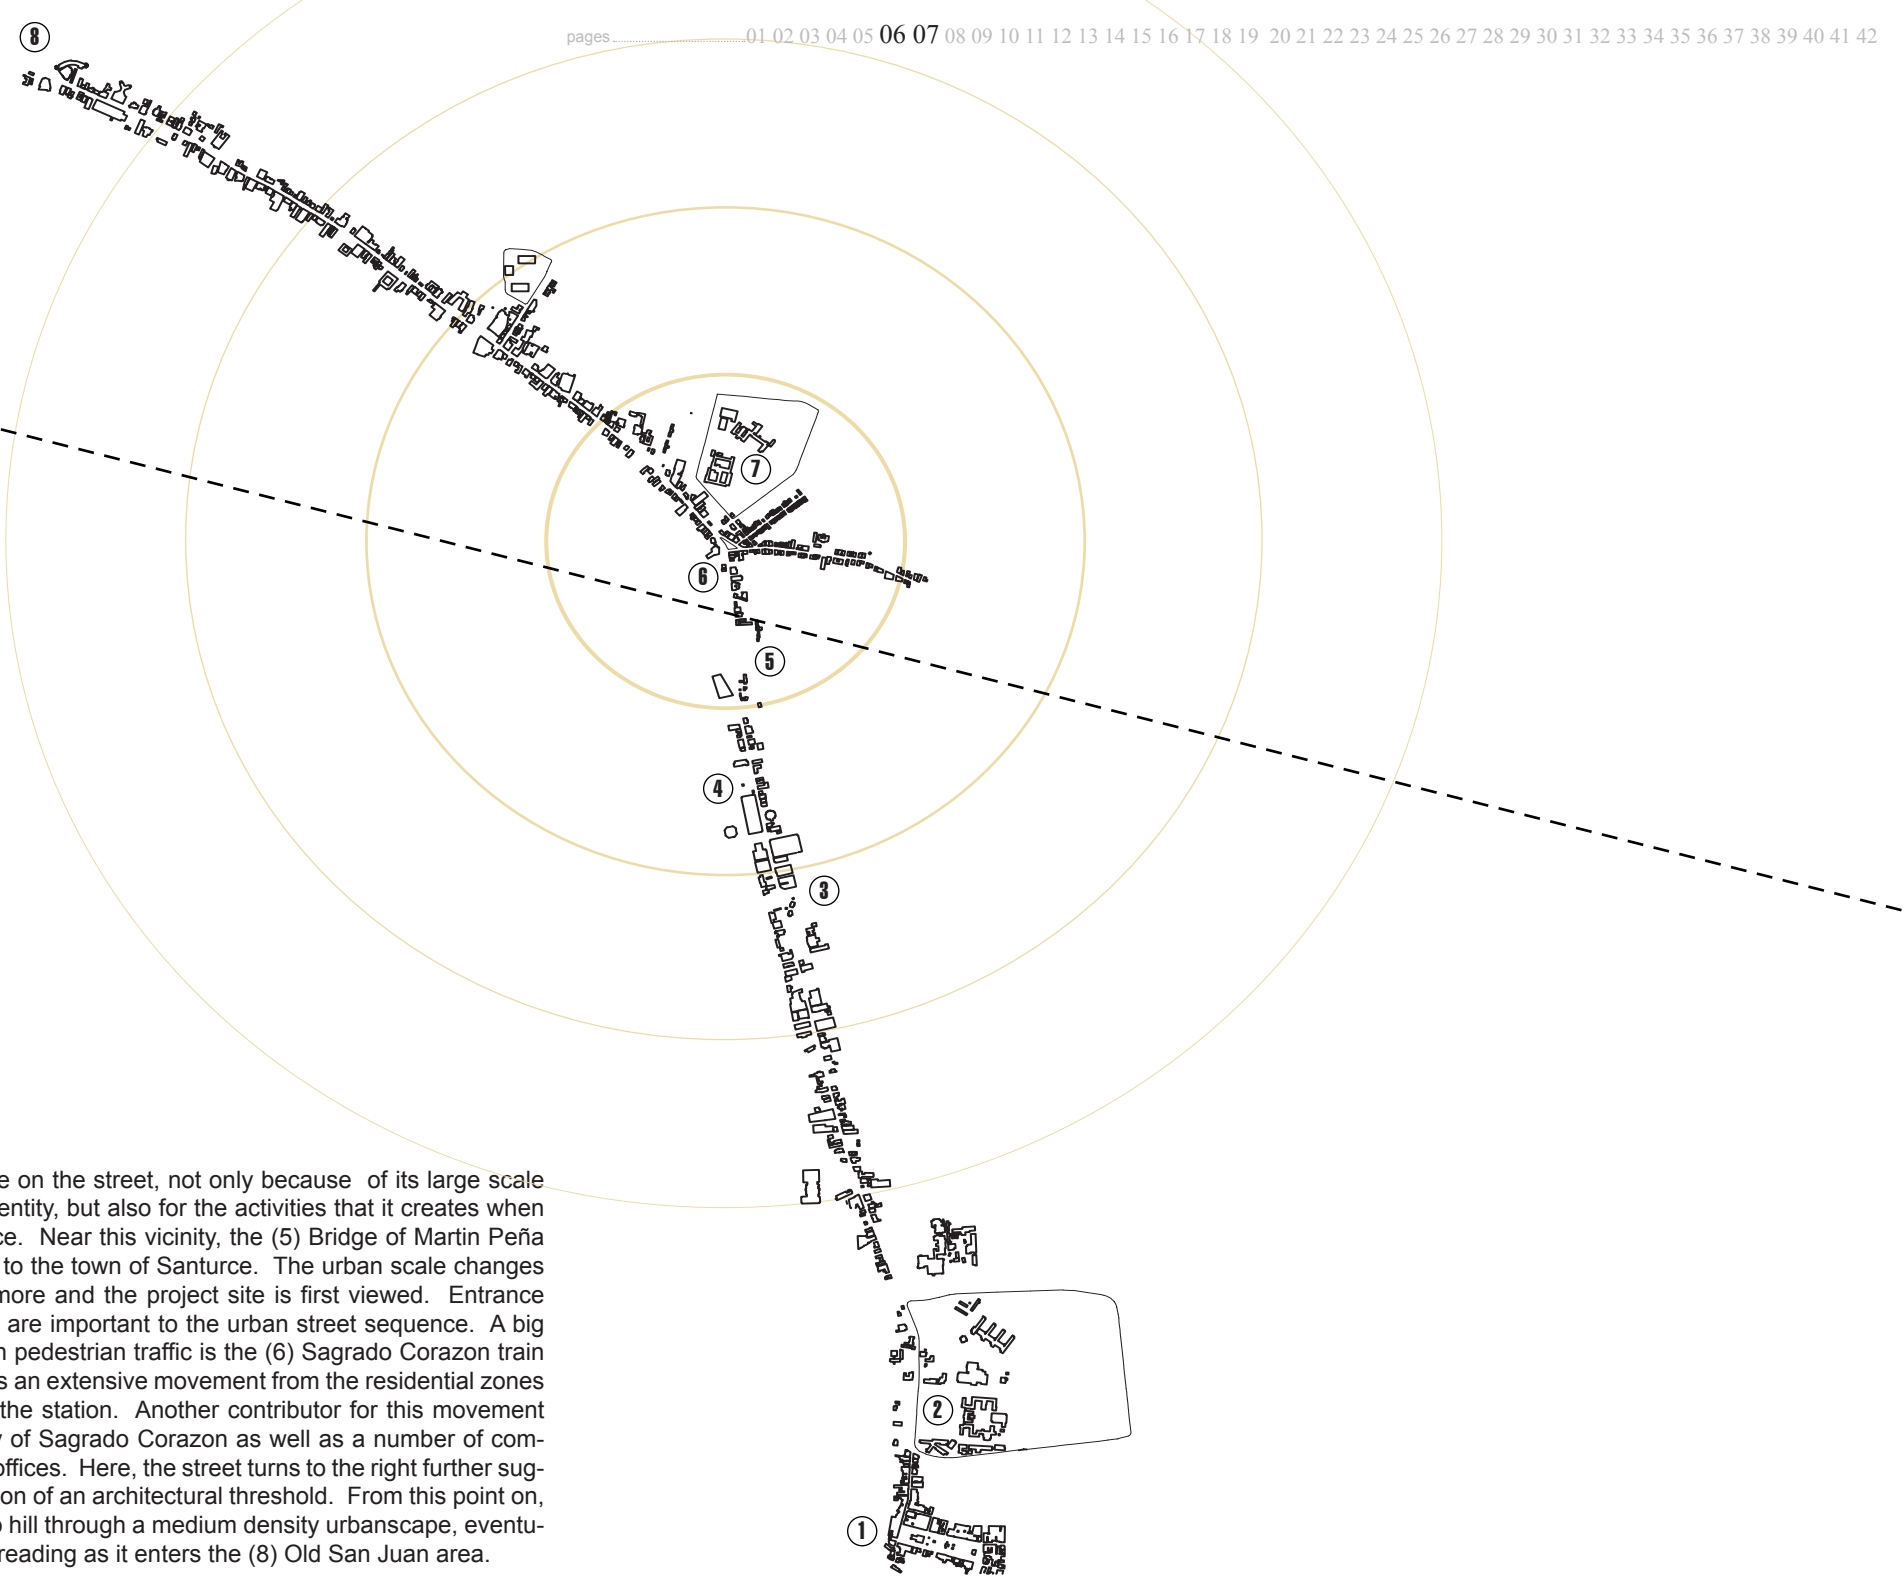 8
pages 01 02 03 04 05 06 07 08 09 10 11 12 13 14 15 16 17 18 19 20 21 22 23 24 25 26 27 28 29 30 31 32 33 34 35 36 37 38 39 40 41 42
7
6
5
4
3
2
1
e on the street, not only because of its large scale
entity, but also for the activities that it creates when
ce. Near this vicinity, the (5) Bridge of Martin Peña
to the town of Santurce. The urban scale changes
more and the project site is first viewed. Entrance
are important to the urban street sequence. A big
n pedestrian traffic is the (6) Sagrado Corazon train
s an extensive movement from the residential zones
the station. Another contributor for this movement
y of Sagrado Corazon as well as a number of com-
offices. Here, the street turns to the right further sug-
on of an architectural threshold. From this point on,
o hill through a medium density urbanscape, eventu-
reading as it enters the (8) Old San Juan area.